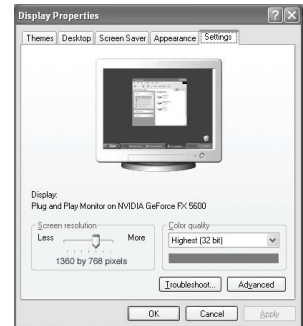 Display Properties
Themes Desktop Screen Saver Appearance Settings
Display:
Plug and Play Monitor on NVIDIA GeForce FX 5600
Screen resolution
Less More
1360 by 768 pixels
Color quality
Highest (32 bit)
Troubleshoot... Advanced
OK Cancel Apply